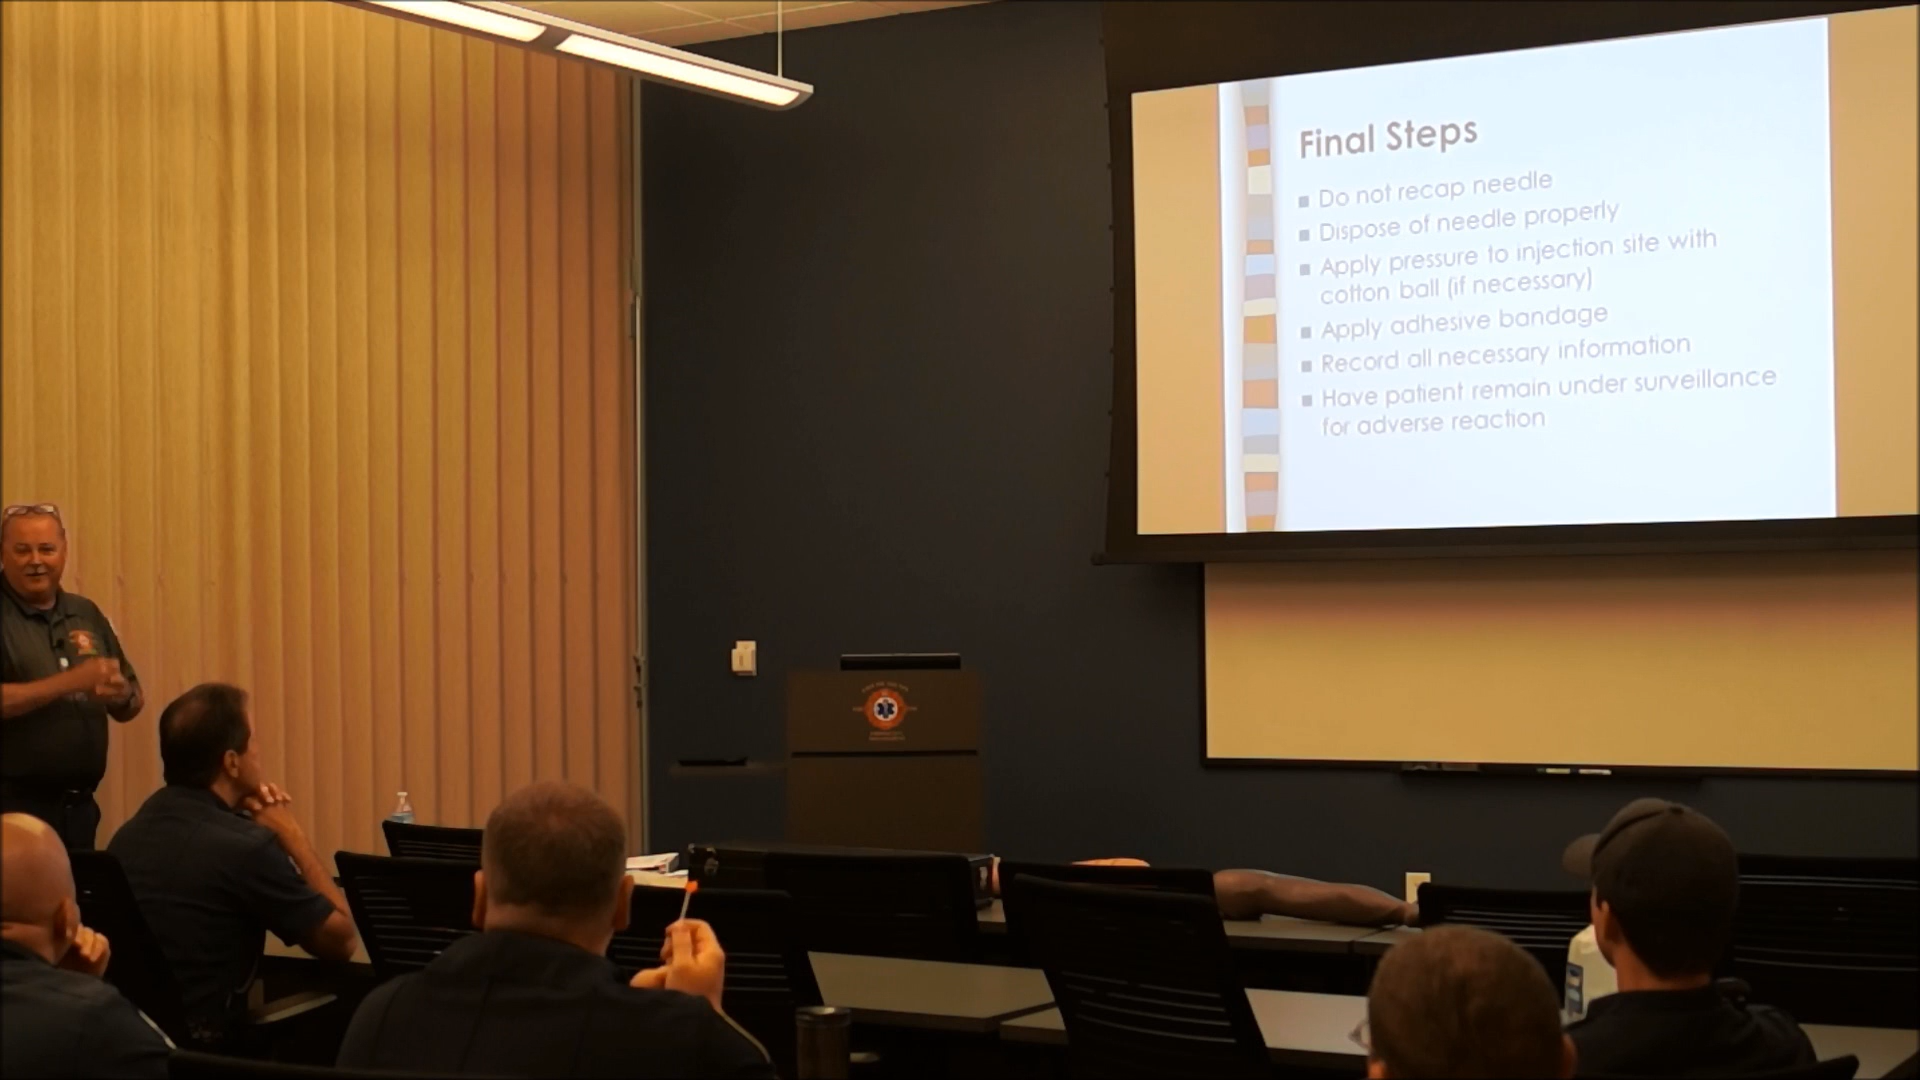 Final Steps
Do not recap needle
Dispose of needle properly
Apply pressure to injection site with
cotton ball (if necessary)
Apply adhesive bandage
Record all necessary information
Have patient remain under surveillance
for adverse reaction